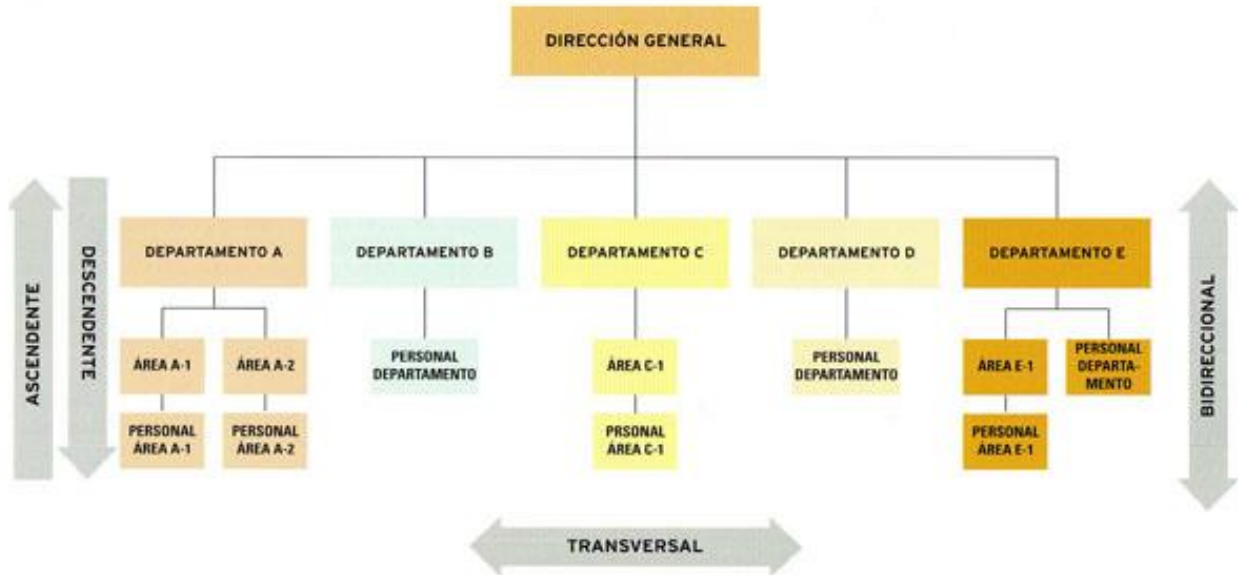 DIRECCIÓN GENERAL
ASCENDENTE
DESCENDENTE
DEPARTAMENTO A
DEPARTAMENTO B
DEPARTAMENTO C
DEPARTAMENTO D
DEPARTAMENTO E
BIDIRECCIONAL
ÁREA A-1
ÁREA A-2
PERSONAL
DEPARTAMENTO
ÁREA C-1
PERSONAL
DEPARTAMENTO
ÁREA E-1
PERSONAL
DEPARTA-
MENTO
PERSONAL
ÁREA A-1
PERSONAL
ÁREA A-2
PRSONAL
ÁREA C-1
PERSONAL
ÁREA E-1
TRANSVERSAL